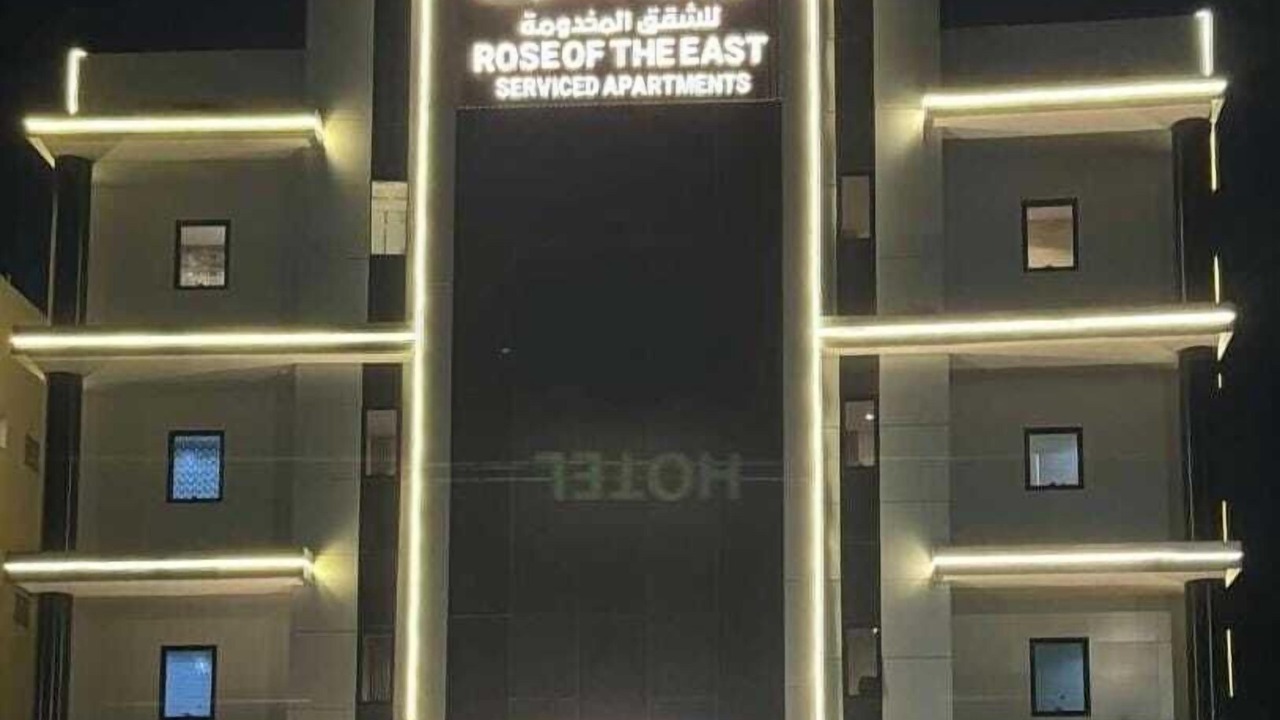 للشقق المخدومة
ROSE OF THE EAST
SERVICED APARTMENTS
HOTEL